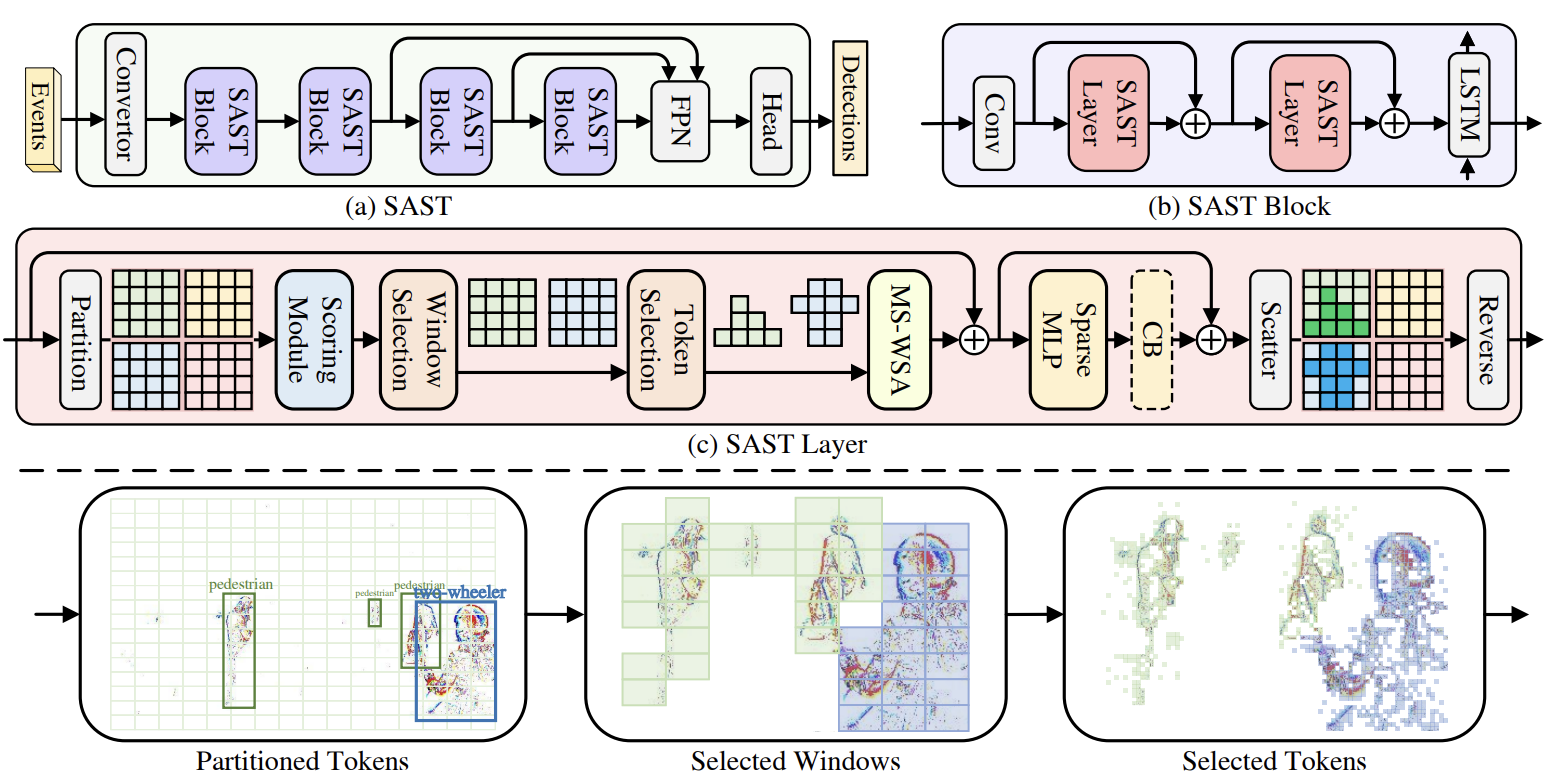 Events
Convertor
SAST
Block
SAST
Block
SAST
Block
SAST
Block
FPN
Head
Detections
(a) SAST
Conv
SAST
Layer
SAST
Layer
LSTM
(b) SAST Block
Partition
Scoring
Module
Window
Selection
Token
Selection
MS-WSA
Sparse
MLP
CB
Scatter
Reverse
(c) SAST Layer
pedestrian
pedestrian
pedestrian
two-wheeler
Partitioned Tokens
Selected Windows
Selected Tokens